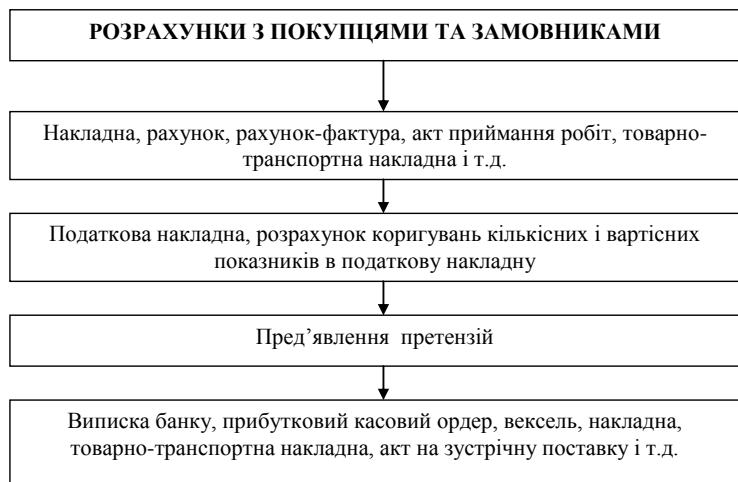 РОЗРАХУНКИ З ПОКУПЦЯМИ ТА ЗАМОВНИКАМИ
Накладна, рахунок, рахунок-фактура, акт приймання робіт, товарно-
транспортна накладна і т.д.
Податкова накладна, розрахунок коригувань кількісних і вартісних
показників в податкову накладну
Пред’явлення претензій
Виписка банку, прибутковий касовий ордер, вексель, накладна,
товарно-транспортна накладна, акт на зустрічну поставку і т.д.